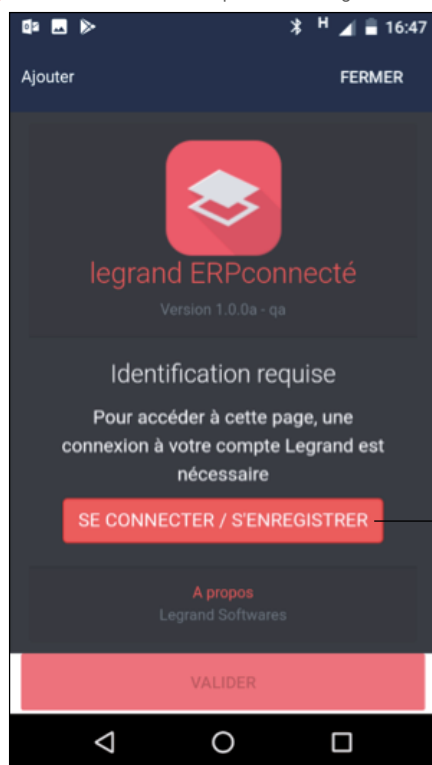 H 16:47
Ajouter FERMER
legrand ERPconnecté
Version 1.0.0a - qa
Identification requise
Pour accéder à cette page, une
connexion à votre compte Legrand est
nécessaire
SE CONNECTER / S'ENREGISTRER
A propos
Legrand Softwares
VALIDER